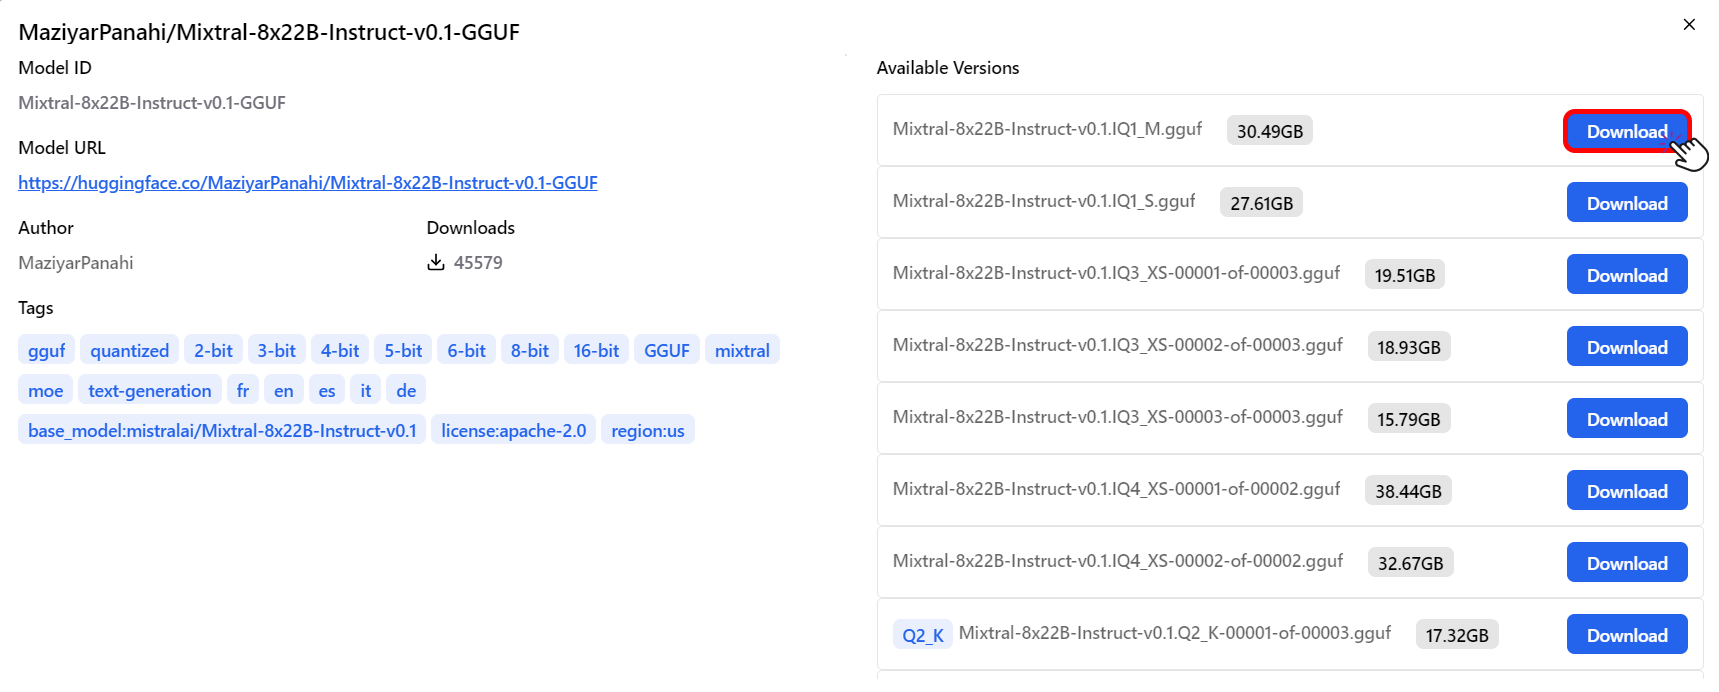 MaziyarPanahi/Mixtral-8x22B-Instruct-v0.1-GGUF
Model ID
Mixtral-8x22B-Instruct-v0.1-GGUF
Model URL
https://huggingface.co/MaziyarPanahi/Mixtral-8x22B-Instruct-v0.1-GGUF
Author
MaziyarPanahi
Downloads
45579
Tags
gguf quantized 2-bit 3-bit 4-bit 5-bit 6-bit 8-bit 16-bit GGUF mixtral
moe text-generation fr en es it de
base_model:mistralai/Mixtral-8x22B-Instruct-v0.1 license:apache-2.0 region:us
Available Versions
Mixtral-8x22B-Instruct-v0.1.IQ1_M.gguf 30.49GB Download
Mixtral-8x22B-Instruct-v0.1.IQ1_S.gguf 27.61GB Download
Mixtral-8x22B-Instruct-v0.1.IQ3_XS-00001-of-00003.gguf 19.51GB Download
Mixtral-8x22B-Instruct-v0.1.IQ3_XS-00002-of-00003.gguf 18.93GB Download
Mixtral-8x22B-Instruct-v0.1.IQ3_XS-00003-of-00003.gguf 15.79GB Download
Mixtral-8x22B-Instruct-v0.1.IQ4_XS-00001-of-00002.gguf 38.44GB Download
Mixtral-8x22B-Instruct-v0.1.IQ4_XS-00002-of-00002.gguf 32.67GB Download
Q2_K Mixtral-8x22B-Instruct-v0.1.Q2_K-00001-of-00003.gguf 17.32GB Download